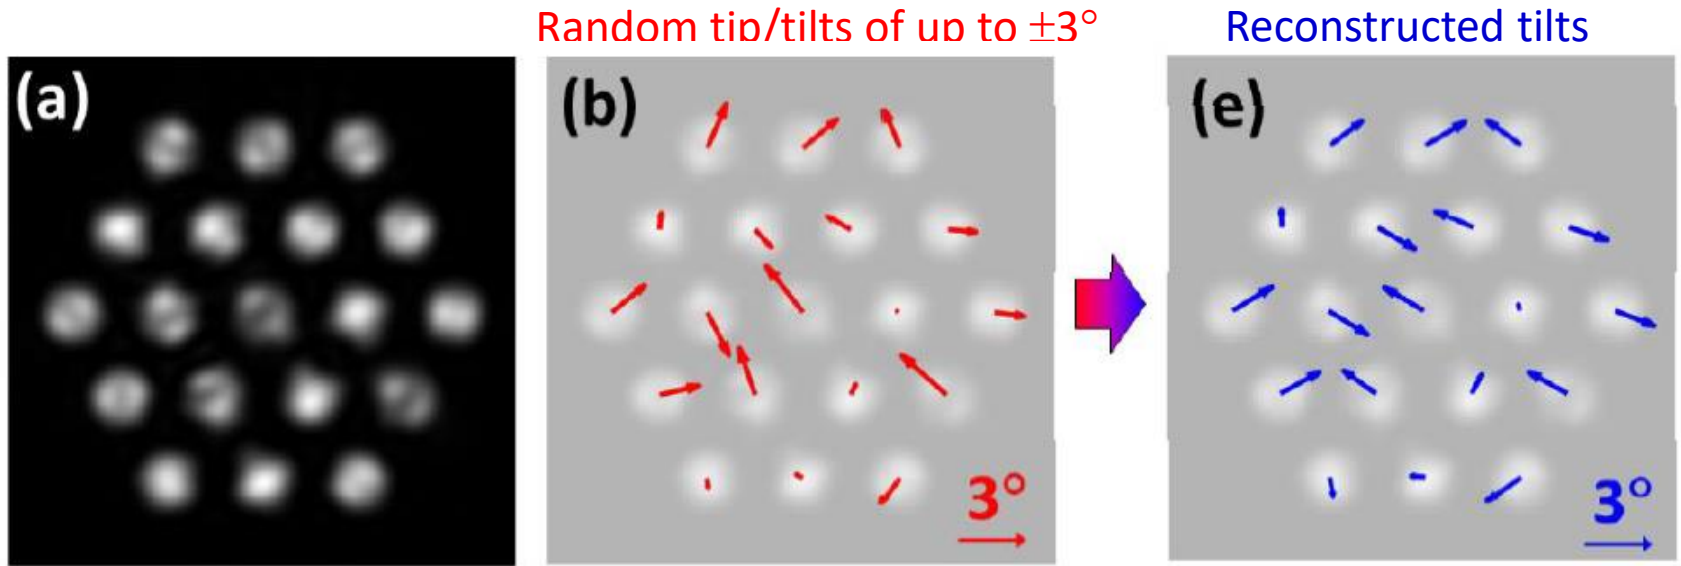 Random tip/tilts of up to ±3°
Reconstructed tilts
(a)
(b)
(e)
3°
3°